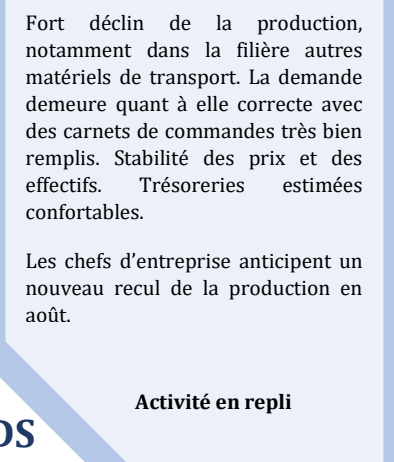 Fort déclin de la production,
notamment dans la filière autres
matériels de transport. La demande
demeure quant à elle correcte avec
des carnets de commandes très bien
remplis. Stabilité des prix et des
effectifs. Trésoreries estimées
confortables.
Les chefs d’entreprise anticipent un
nouveau recul de la production en
août.
Activité en repli
DS